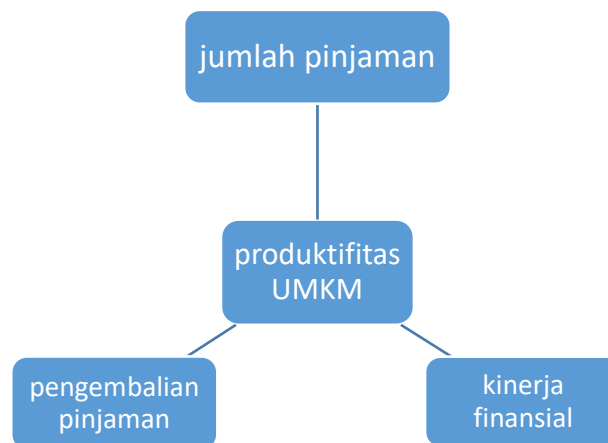 jumlah pinjaman
produktifitas
UMKM
pengembalian
pinjaman
kinerja
finansial